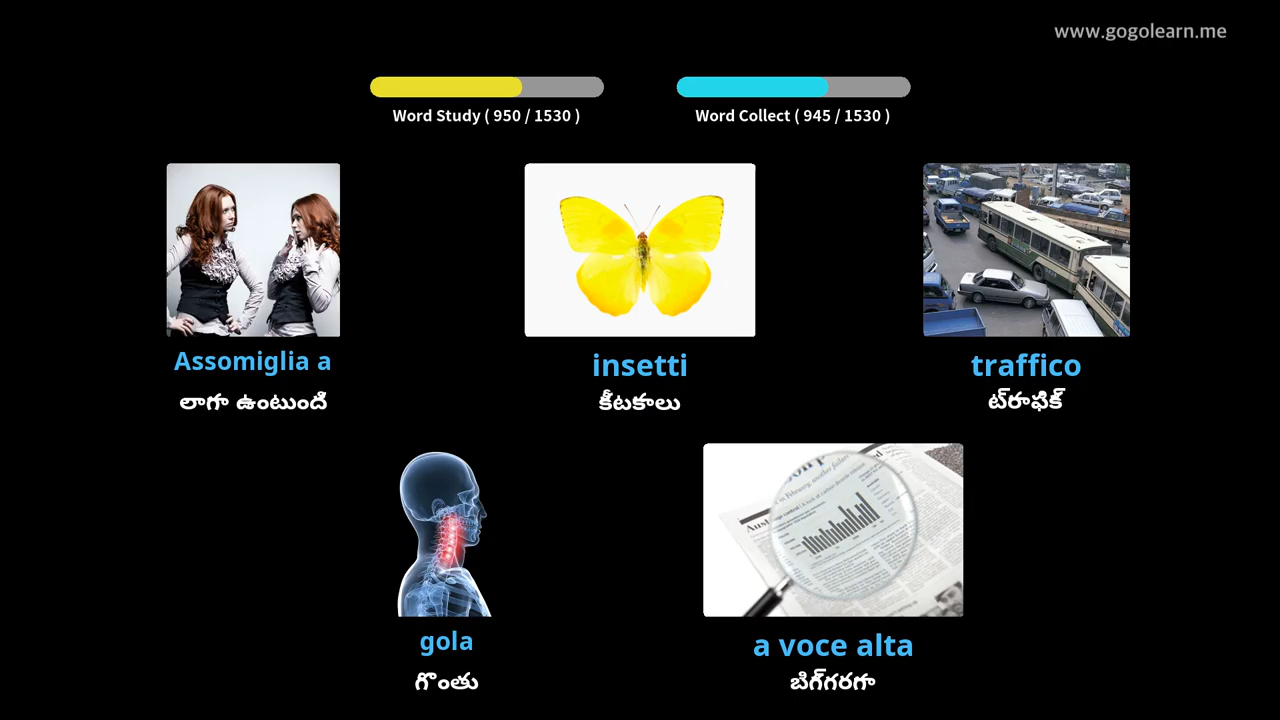 www.gogolearn.me
Word Study ( 950 / 1530 )
Word Collect ( 945 / 1530 )
Assomiglia a
లాగా ఉంటుంది
insetti
కీటకాలు
traffico
ట్‌రాఫిక్
gola
గొంతు
a voce alta
బిగ్‌గరగా